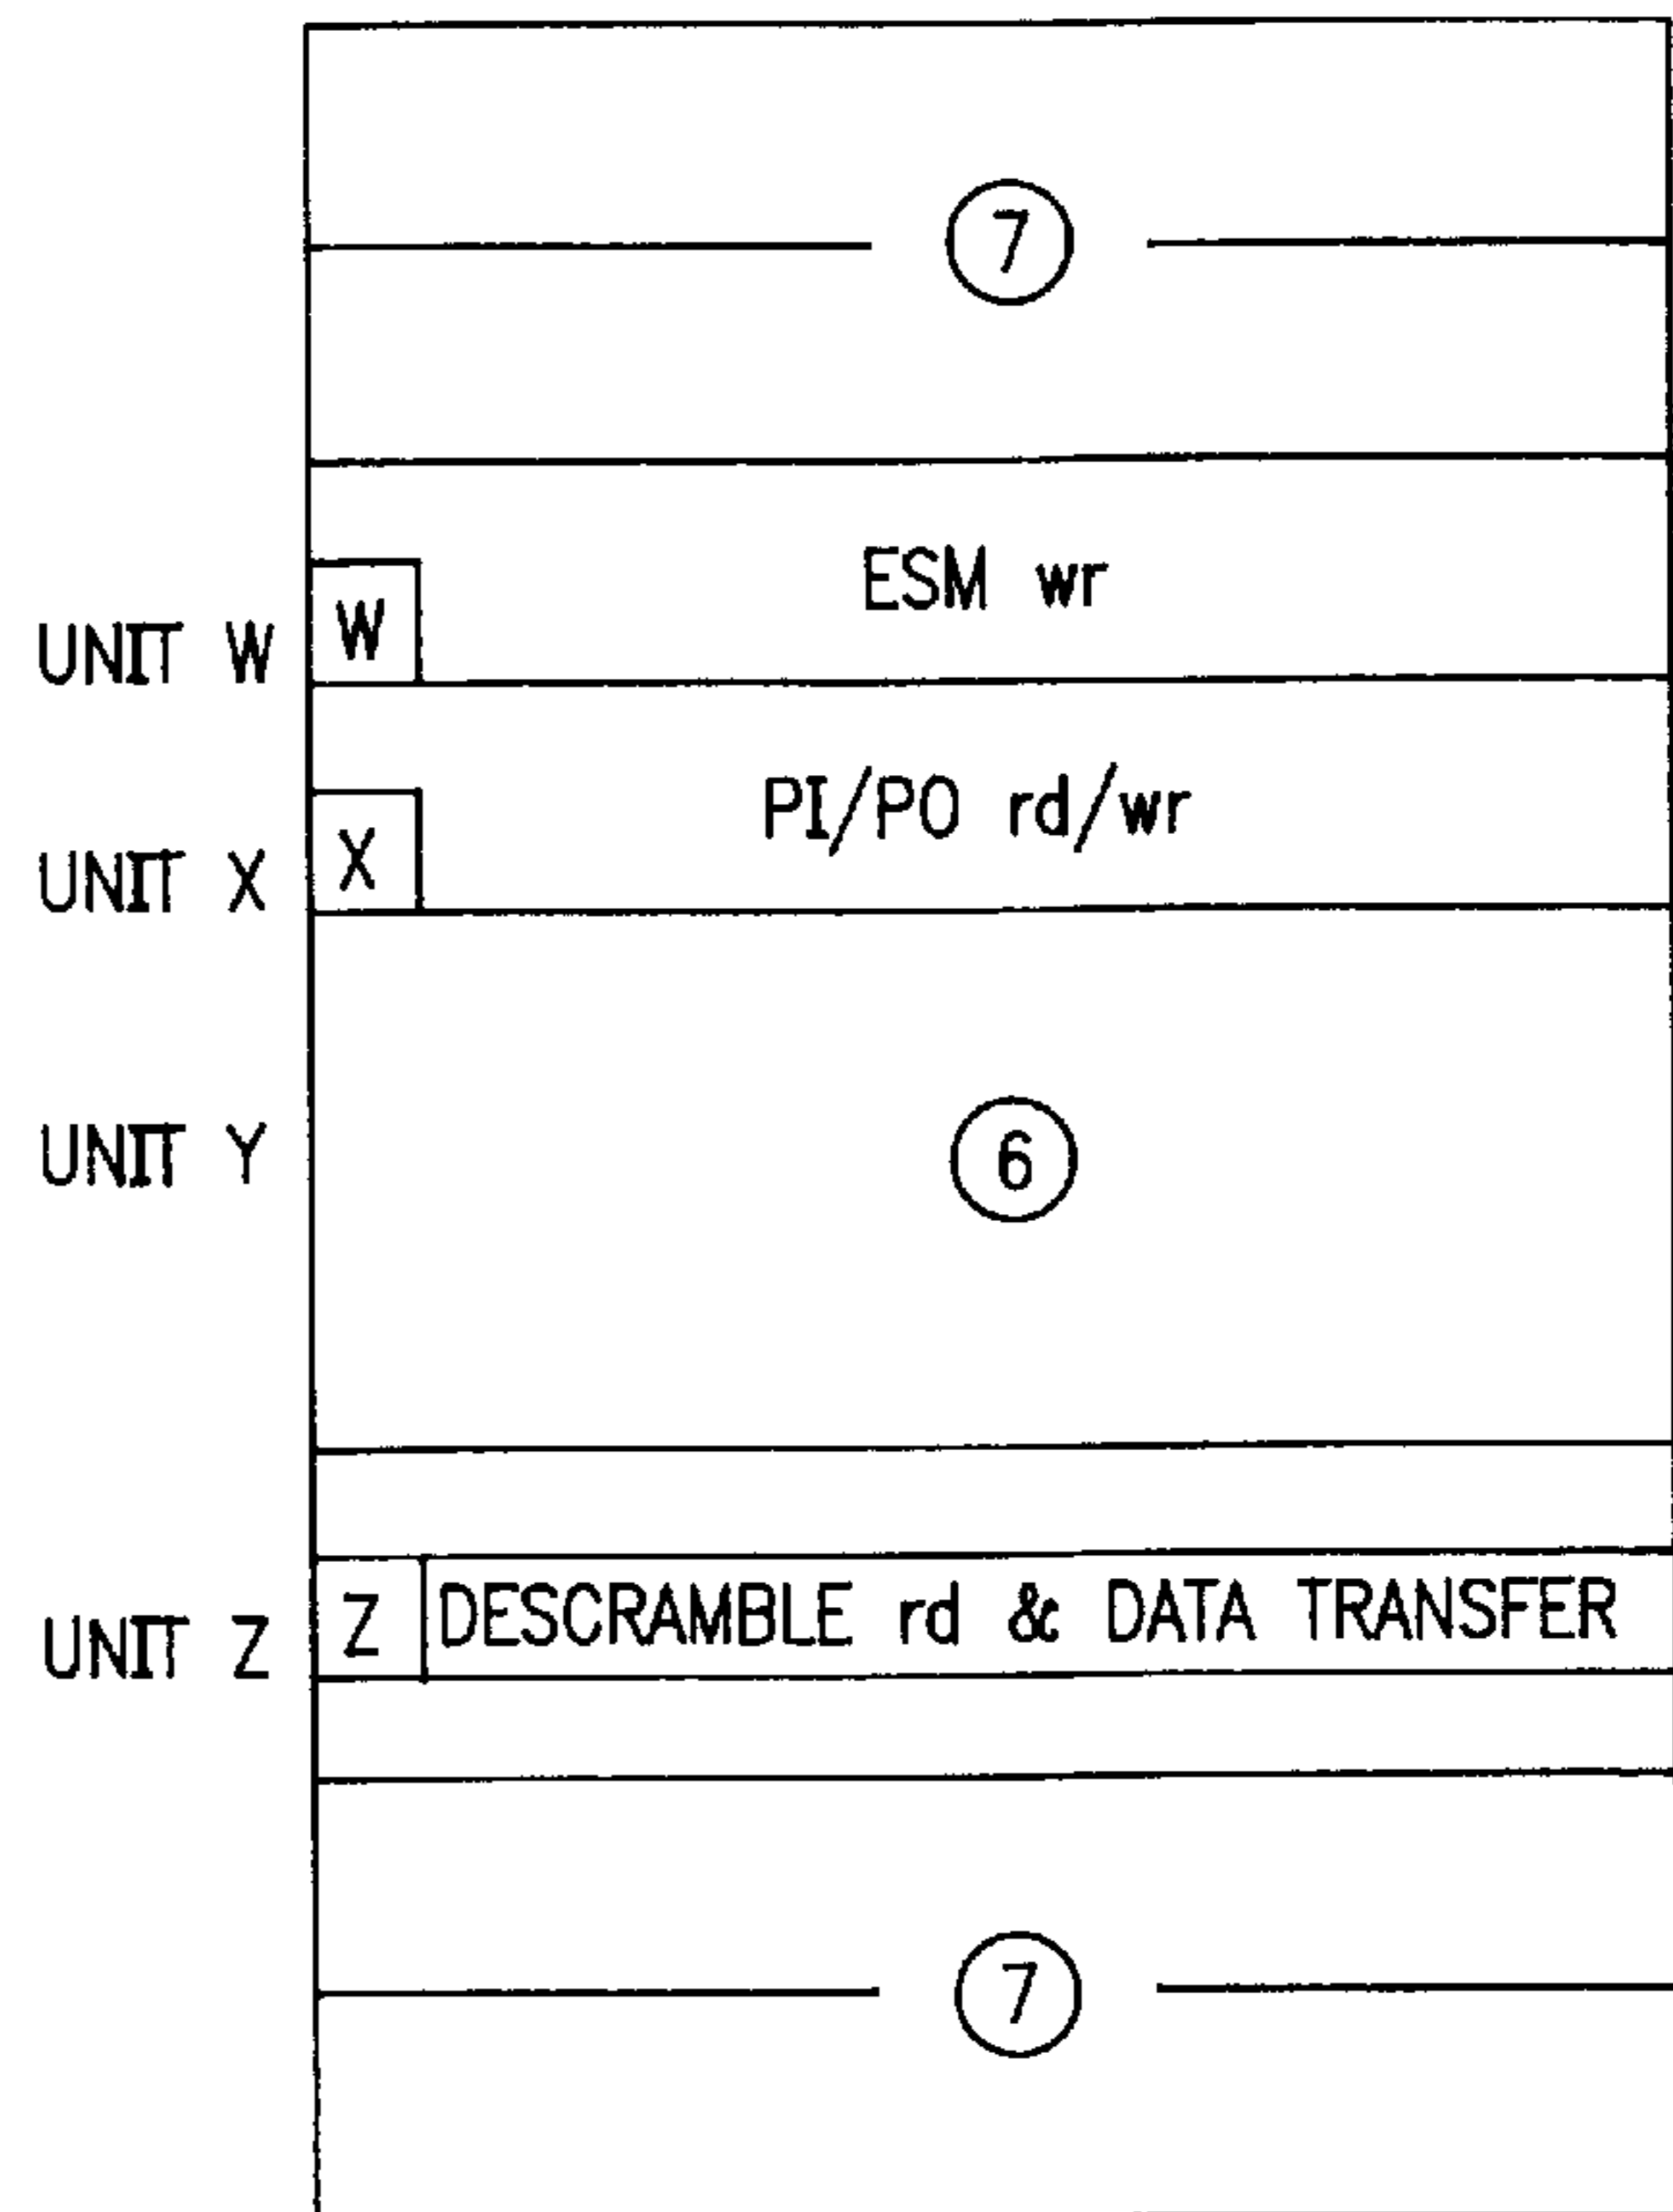 7
ESM wr
UNIT W W
PI/PO rd/wr
UNIT X X
UNIT Y 6
UNIT Z Z DESCRAMBLE rd & DATA TRANSFER
7